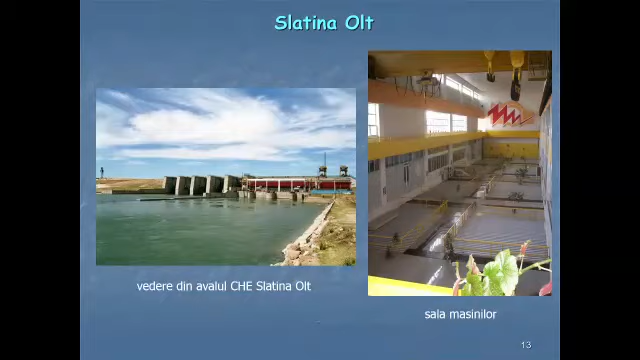 Slatina Olt
vedere din avalul CHE Slatina Olt
sala masinilor
13